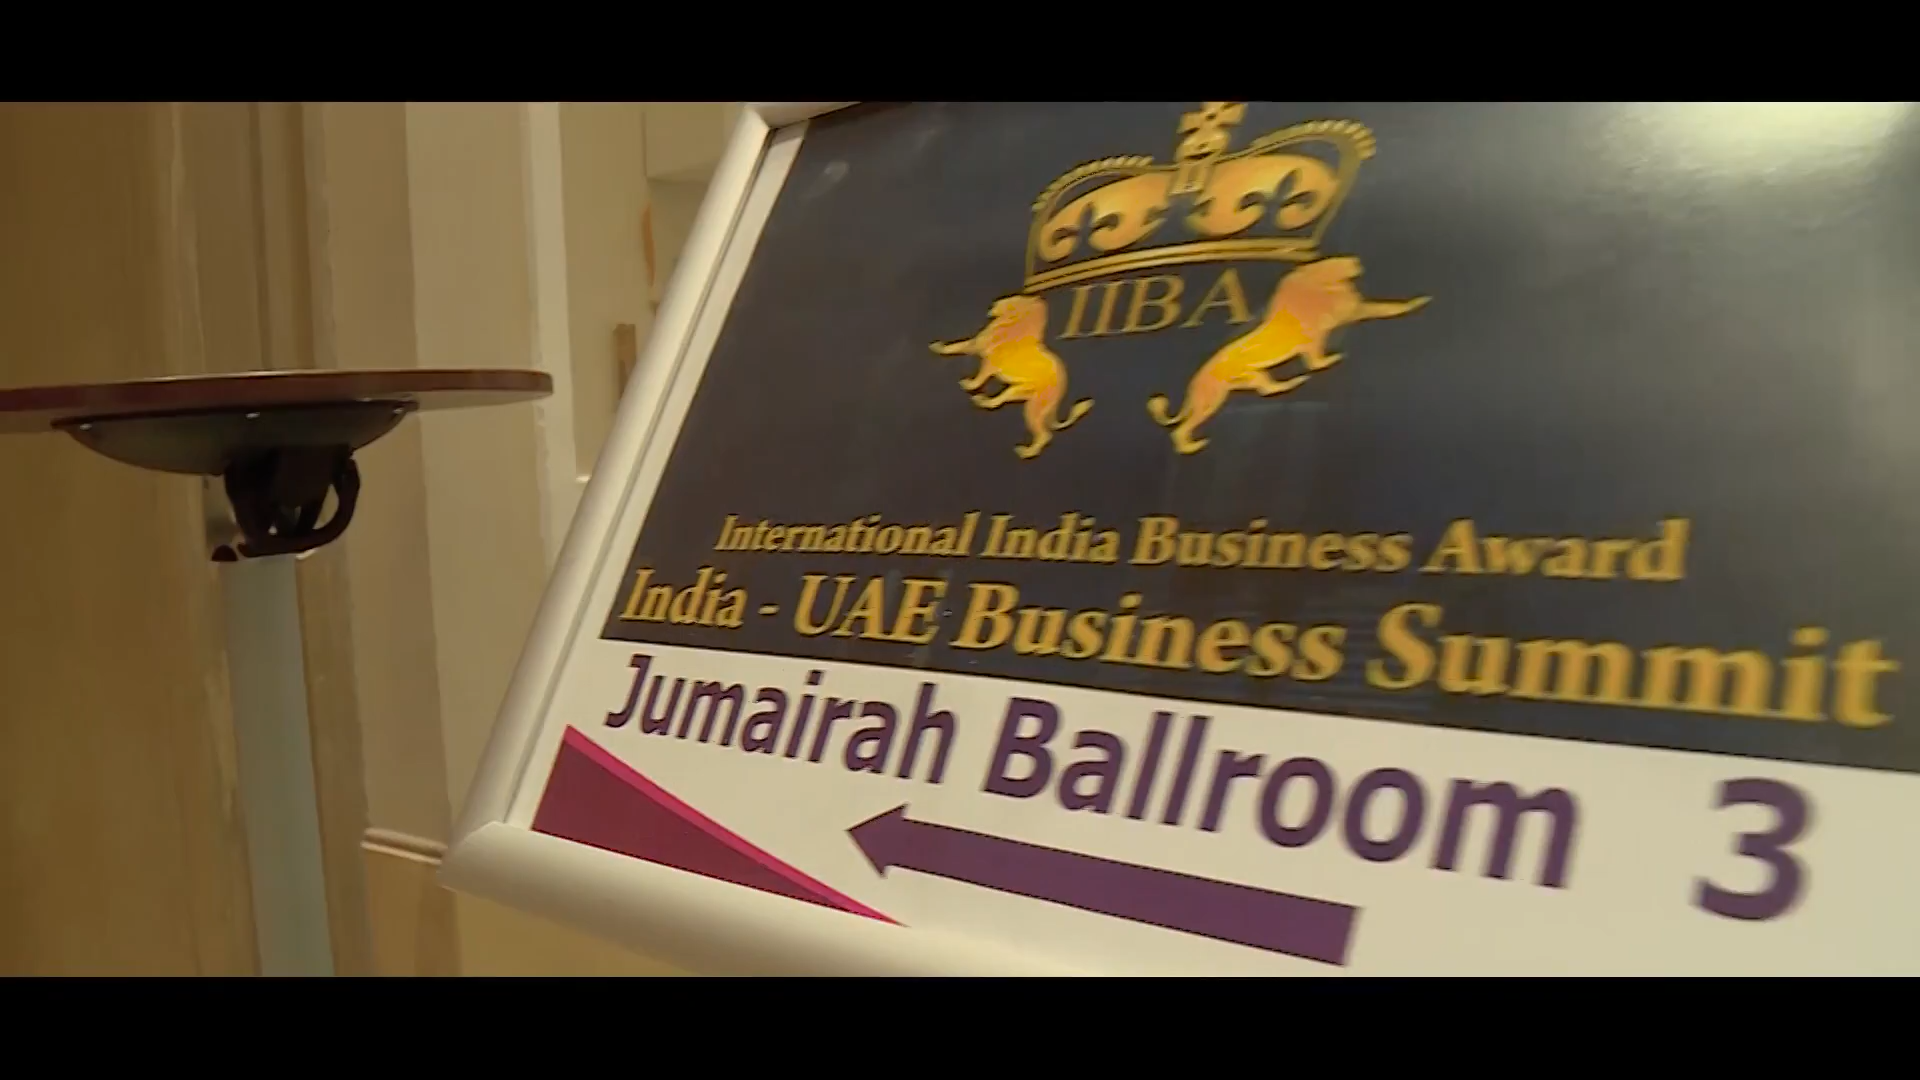 IIBA
International India Business Award
India - UAE Business Summit
Jumairah Ballroom 3